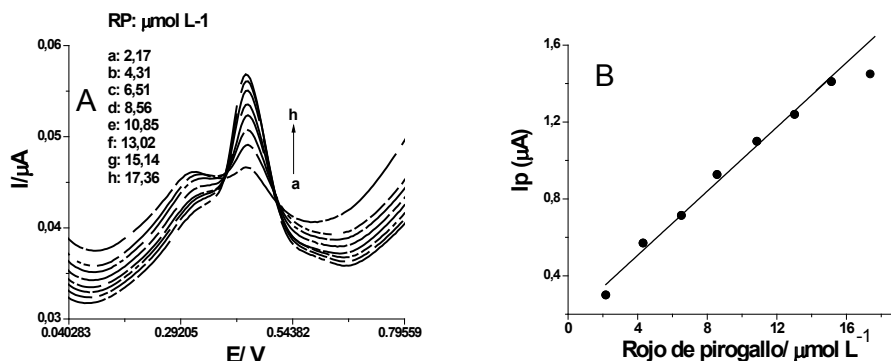 RP: µmol L-1
a: 2,17
b: 4,31
c: 6,51
d: 8,56
e: 10,85
f: 13,02
g: 15,14
h: 17,36
A
h
a
0,06
0,05
0,04
0,03
I/µA
0.040283 0.29205 0.54382 0.79559
E/ V
B
1,6
1,2
0,8
0,4
Ip (µA)
0 4 8 12 16
Rojo de pirogallo/ µmol L-1